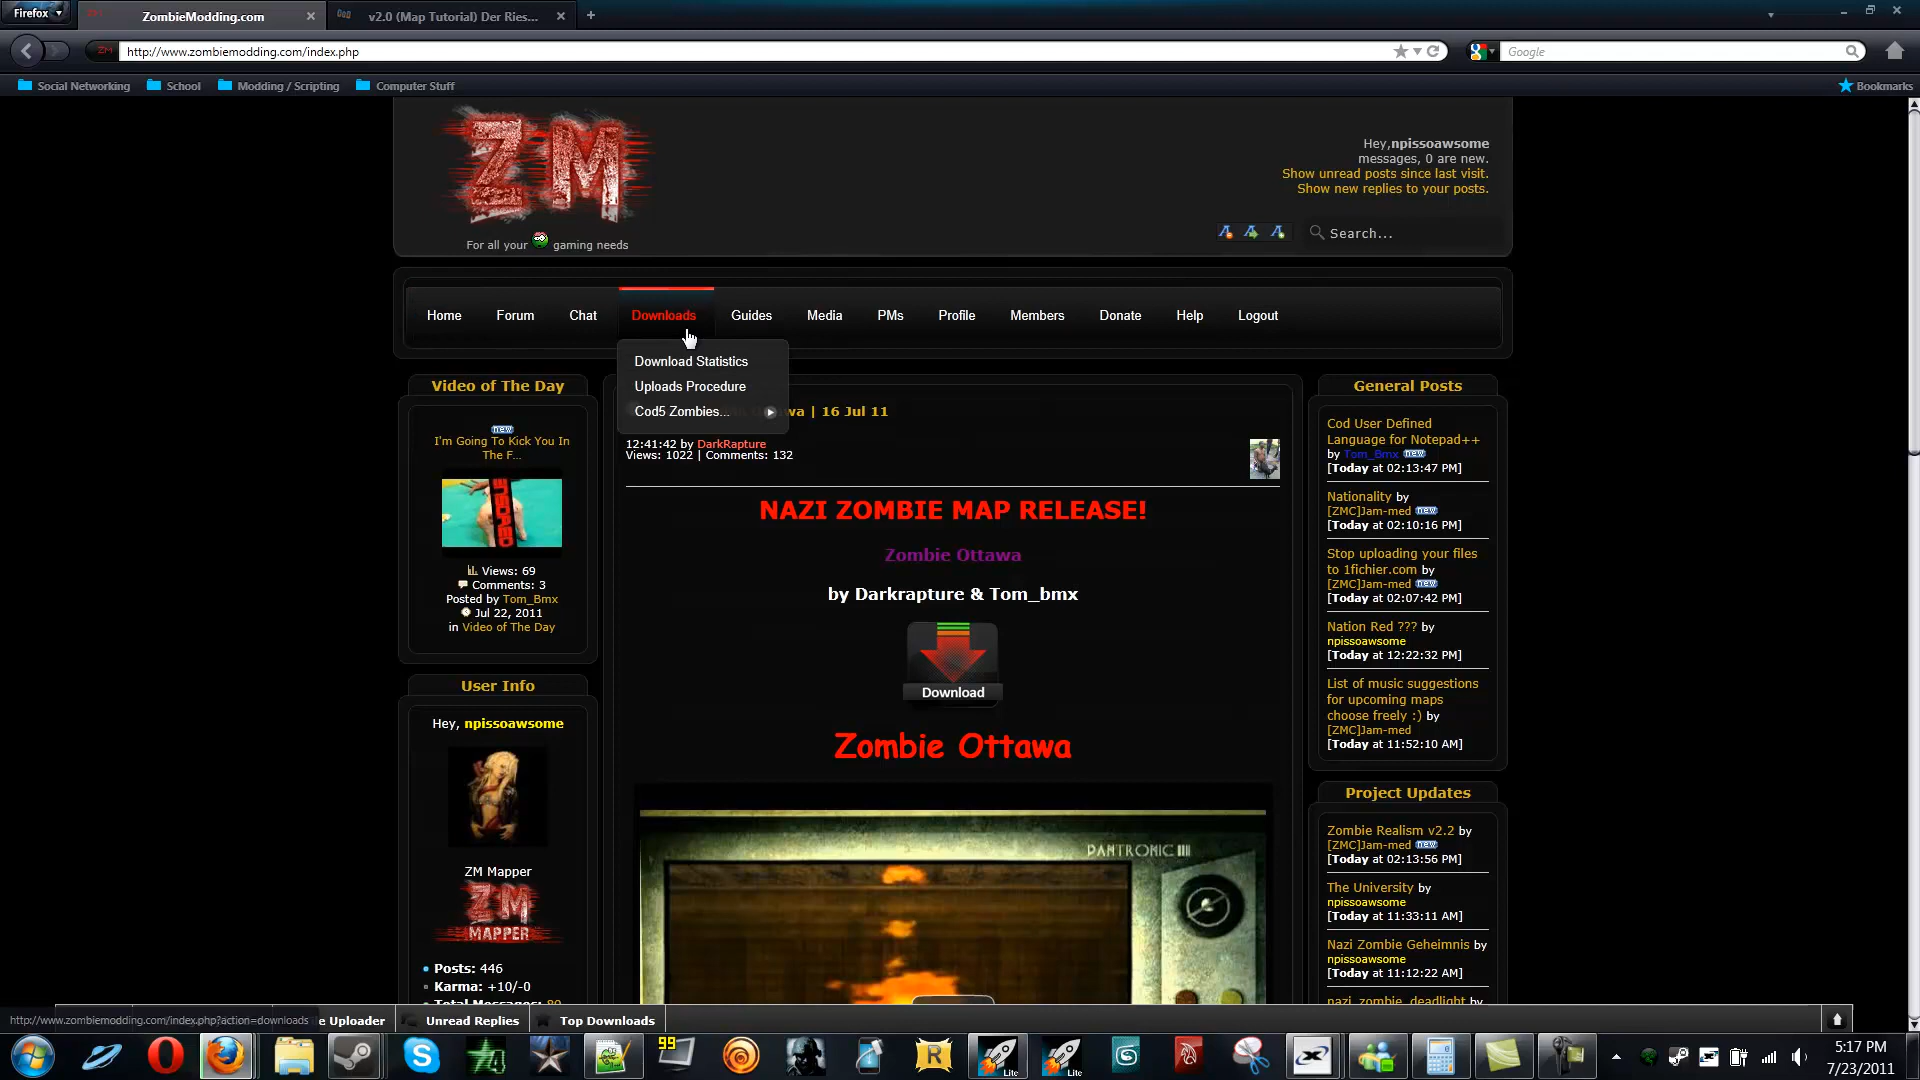 Firefox
ZombieModding.com
v2.0 (Map Tutorial) Der Ries...
ZM
http://www.zombiemodding.com/index.php
Google
Social Networking
School
Modding / Scripting
Computer Stuff
Bookmarks
ZM
For all your gaming needs
Hey,npissoawsome
messages, 0 are new.
Show unread posts since last visit.
Show new replies to your posts.
Search...
Home
Forum
Chat
Downloads
Guides
Media
PMs
Profile
Members
Donate
Help
Logout
Download Statistics
Uploads Procedure
Cod5 Zombies...
Video of The Day
new
I'm Going To Kick You In
The F...
Views: 69
Comments: 3
Posted by Tom_Bmx
Jul 22, 2011
in Video of The Day
User Info
Hey, npissoawsome
ZM Mapper
ZM
MAPPER
Posts: 446
Karma: +10/-0
| 16 Jul 11
12:41:42 by DarkRapture
Views: 1022 | Comments: 132
NAZI ZOMBIE MAP RELEASE!
Zombie Ottawa
by Darkrapture & Tom_bmx
Download
Zombie Ottawa
PANTRONIC III
General Posts
Cod User Defined
Language for Notepad++
by Tom_Bmx new
[Today at 02:13:47 PM]
Nationality by
[ZMC]Jam-med new
[Today at 02:10:16 PM]
Stop uploading your files
to 1fichier.com by
[ZMC]Jam-med new
[Today at 02:07:42 PM]
Nation Red ??? by
npissoawsome
[Today at 12:22:32 PM]
List of music suggestions
for upcoming maps
choose freely :) by
[ZMC]Jam-med
[Today at 11:52:10 AM]
Project Updates
Zombie Realism v2.2 by
[ZMC]Jam-med new
[Today at 02:13:56 PM]
The University by
npissoawsome
[Today at 11:33:11 AM]
Nazi Zombie Geheimnis by
npissoawsome
[Today at 11:12:22 AM]
nazi_zombie_deadlight by
http://www.zombiemodding.com/index.php?action=downloads
e Uploader
Unread Replies
Top Downloads
99
Lite
Lite
5:17 PM
7/23/2011